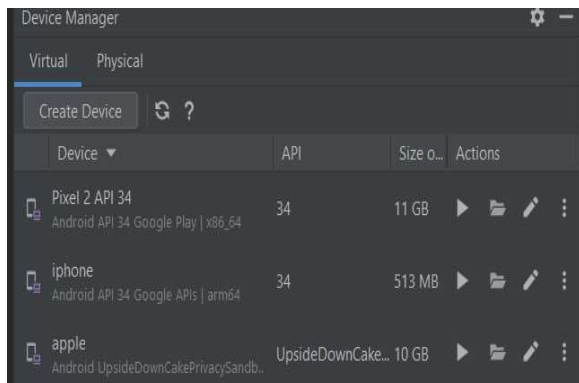 Device Manager
Virtual Physical
Create Device ?
Device API Size o... Actions
Pixel 2 API 34
Android API 34 Google Play | x86_64
34 11 GB
iphone
Android API 34 Google APIs | arm64
34 513 MB
apple
Android UpsideDownCakePrivacySandb..
UpsideDownCake... 10 GB